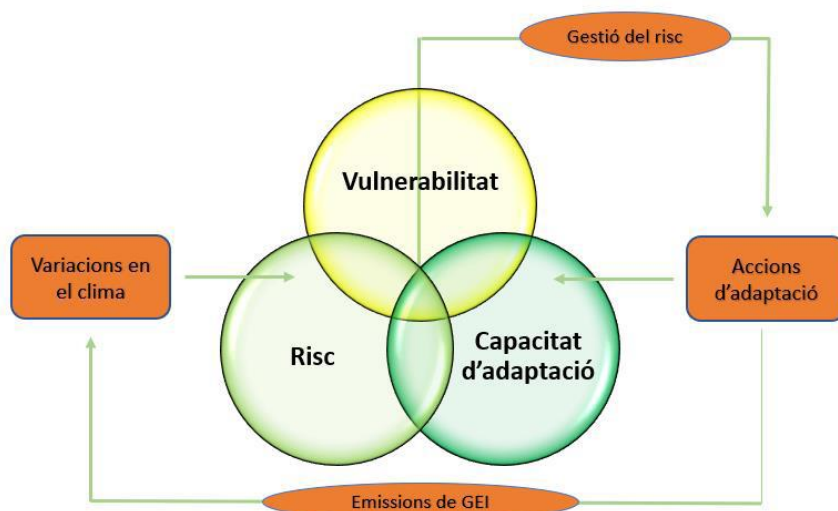 Gestió del risc
Vulnerabilitat
Variacions en
el clima
Accions
d'adaptació
Risc
Capacitat
d'adaptació
Emissions de GEI